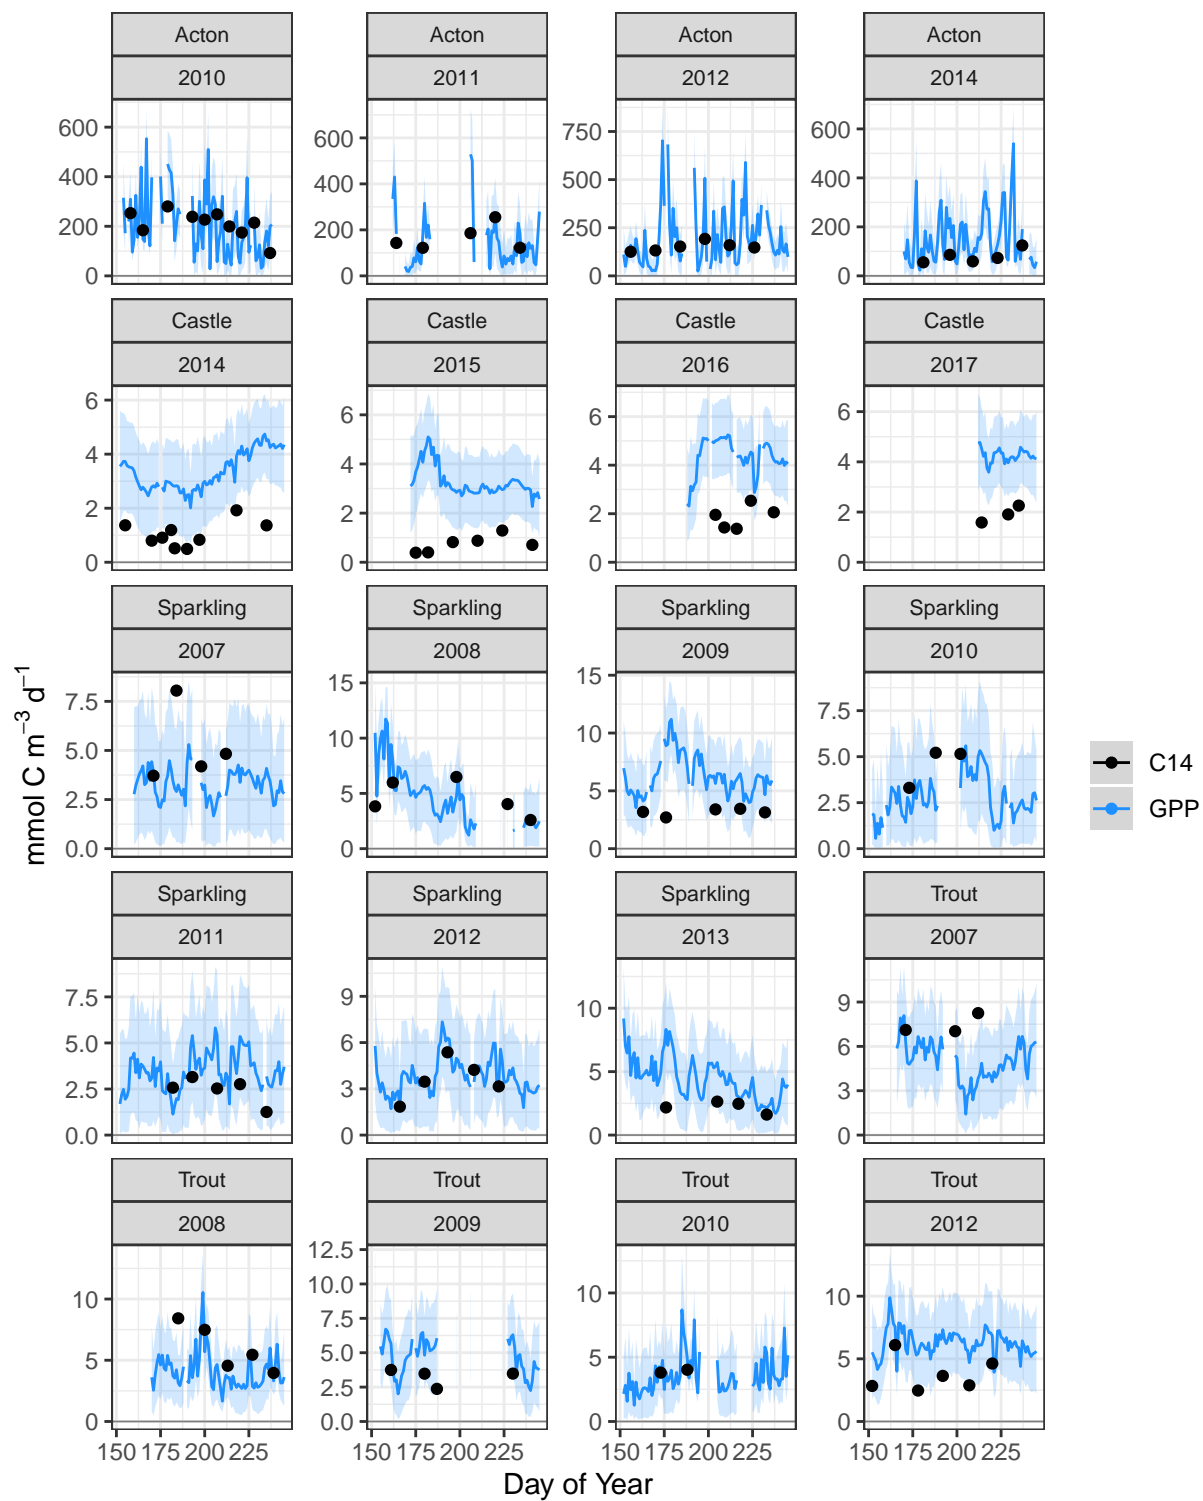 Acton Acton Acton Acton
2010 2011 2012 2014
600 400 200 0
600 400 200 0
750 500 250 0
600 400 200 0
Castle Castle Castle Castle
2014 2015 2016 2017
6 4 2 0
6 4 2 0
6 4 2 0
6 4 2 0
Sparkling Sparkling Sparkling Sparkling
2007 2008 2009 2010
7.5 5.0 2.5 0.0
15 10 5 0
15 10 5 0
7.5 5.0 2.5 0.0
Sparkling Sparkling Sparkling Trout
2011 2012 2013 2007
7.5 5.0 2.5 0.0
9 6 3 0
10 5 0
9 6 3 0
Trout Trout Trout Trout
2008 2009 2010 2012
10 5 0
12.5 10.0 7.5 5.0 2.5 0.0
10 5 0
10 5 0
150 175 200 225 150 175 200 225 150 175 200 225 150 175 200 225
Day of Year
mmol C m⁻³ d⁻¹
C14
GPP